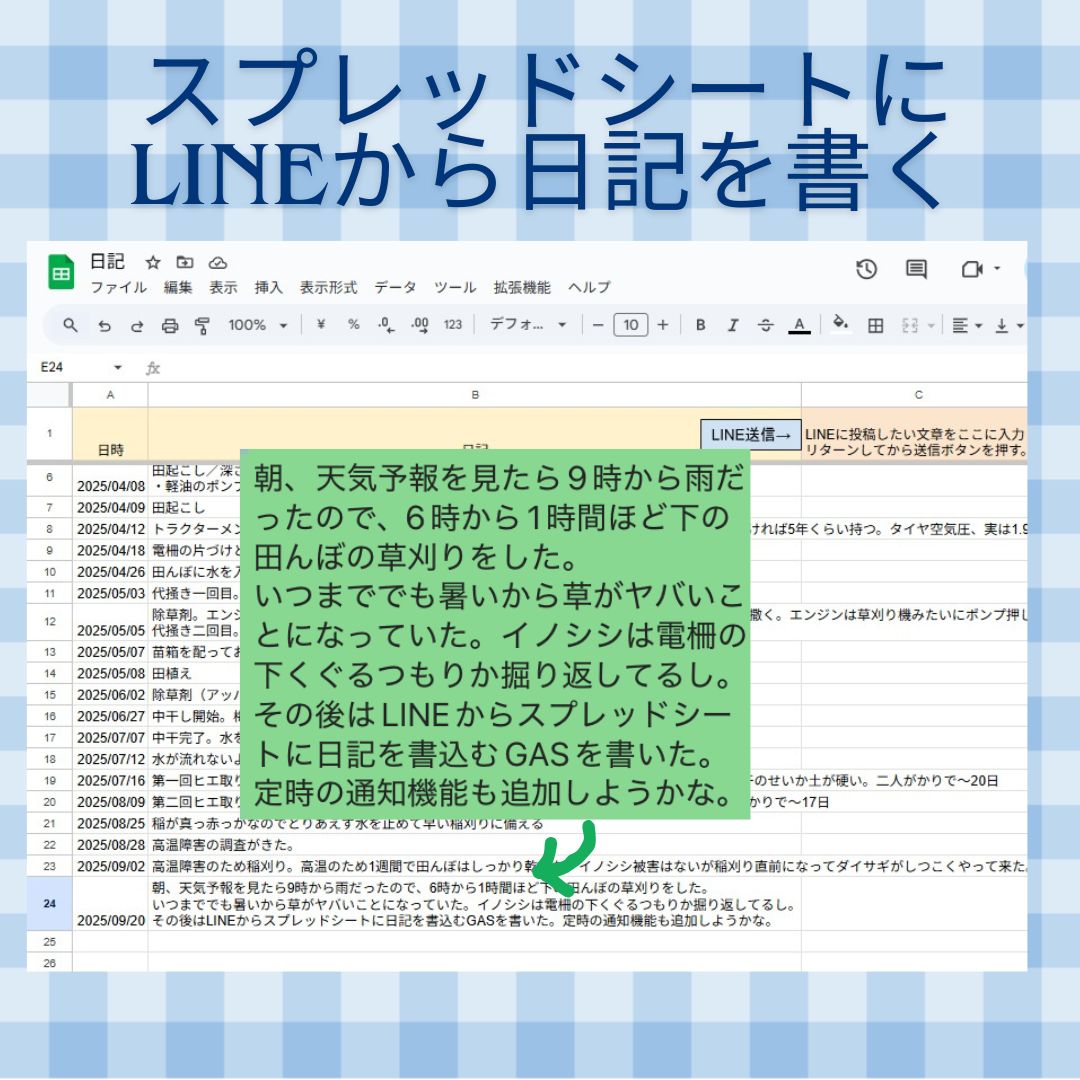 スプレッドシートに
LINEから日記を書く
日記
ファイル 編集 表示 挿入 表示形式 データ ツール 拡張機能 ヘルプ
100% ¥ % .0 .00 123 デフォ... − 10 + B I A
E24 fx
A B C
1 日時 日記 LINE送信→ LINEに投稿したい文章をここに入力
リターンしてから送信ボタンを押す。
田起こし／深さ
6 2025/04/08 ・軽油のポンプ
7 2025/04/09 田起こし
8 2025/04/12 トラクターメン ければ5年くらい持つ。タイヤ空気圧、実は1.9
9 2025/04/18 電柵の片づけと
10 2025/04/26 田んぼに水を入
11 2025/05/03 代掻き一回目。
除草剤。エンジ 撒く。エンジンは草刈り機みたいにポンプ押し
12 2025/05/05 代掻き二回目。
13 2025/05/07 苗箱を配ってお
14 2025/05/08 田植え
15 2025/06/02 除草剤（アッパ
16 2025/06/27 中干し開始。
17 2025/07/07 中干完了。水を
18 2025/07/12 水が流れないよ
19 2025/07/16 第一回ヒエ取り のせいか土が硬い。二人がかりで〜20日
20 2025/08/09 第二回ヒエ取り かりで〜17日
21 2025/08/25 稲が真っ赤っかなのでとりあえず水を止めて早い稲刈りに備える
22 2025/08/28 高温障害の調査がきた。
23 2025/09/02 高温障害のため稲刈り。高温のため1週間で田んぼはしっかり乾 イノシシ被害はないが稲刈り直前になってダイサギがしつこくやって来た。
朝、天気予報を見たら9時から雨だったので、6時から1時間ほど下の田んぼの草刈りをした。
24 いつまででも暑いから草がヤバいことになっていた。イノシシは電柵の下くぐるつもりか掘り返してるし。
2025/09/20 その後はLINEからスプレッドシートに日記を書込むGASを書いた。定時の通知機能も追加しようかな。
25
26
朝、天気予報を見たら９時から雨だ
ったので、６時から１時間ほど下の
田んぼの草刈りをした。
いつまででも暑いから草がヤバいこ
とになっていた。イノシシは電柵の
下くぐるつもりか掘り返してるし。
その後はLINEからスプレッドシー
トに日記を書込むGASを書いた。
定時の通知機能も追加しようかな。